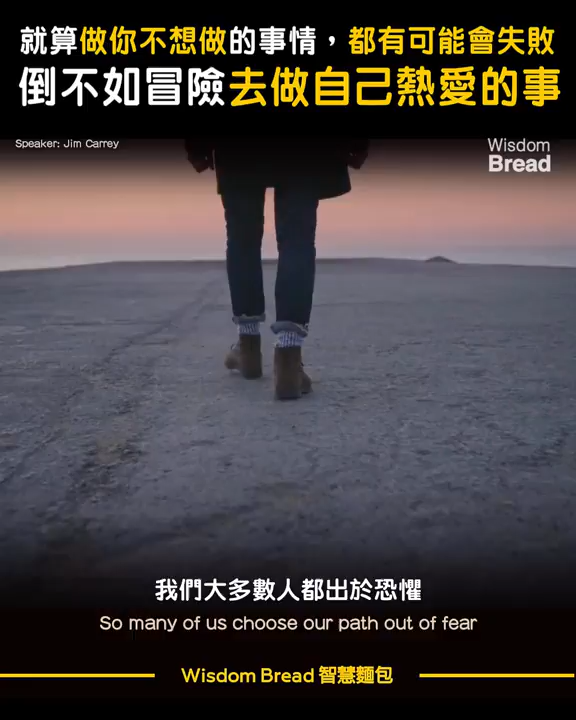 就算做你不想做的事情，都有可能會失敗
倒不如冒險去做自己熱愛的事
Speaker: Jim Carrey
Wisdom
Bread
我們大多數人都出於恐懼
So many of us choose our path out of fear
Wisdom Bread 智慧麵包